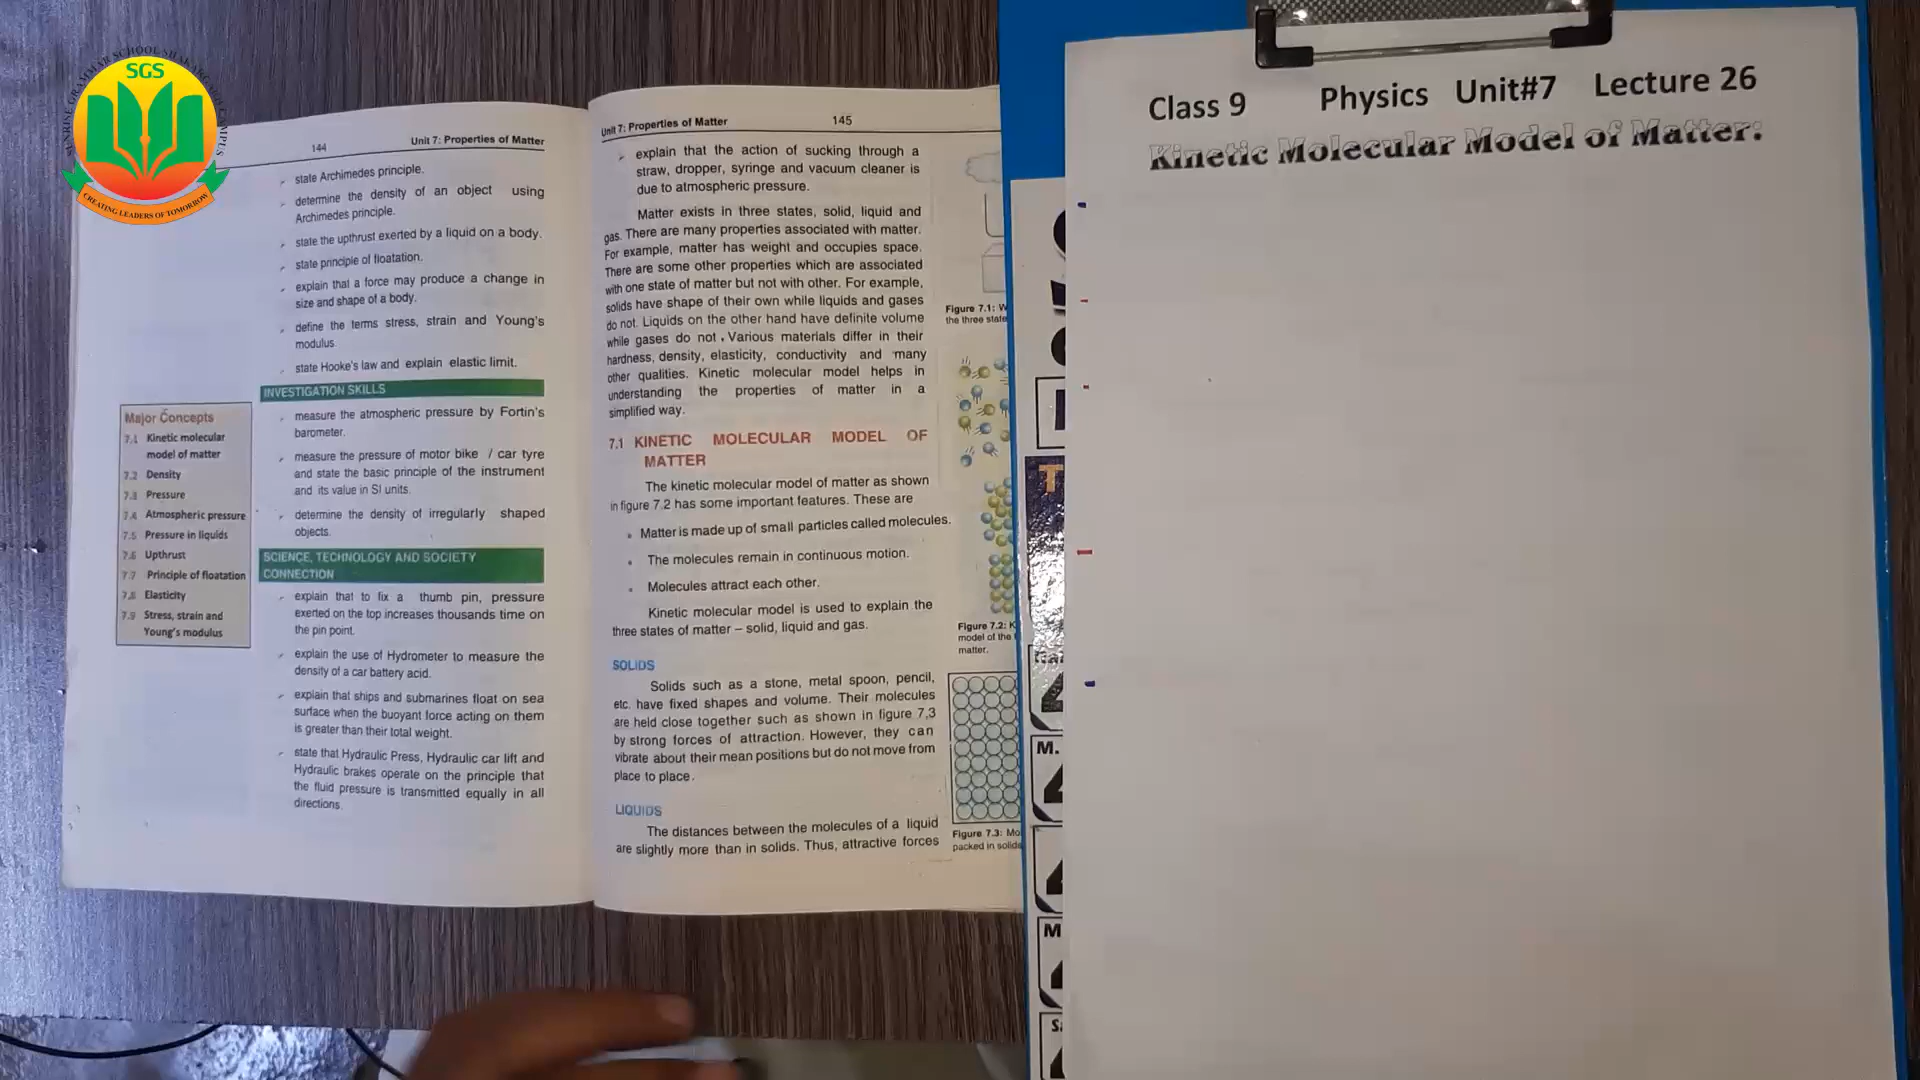 SUNRISE GRAMMAR SCHOOL SHAKARGARH CAMPUS
SGS
CREATING LEADERS OF TOMORROW
144 Unit 7: Properties of Matter
state Archimedes principle.
determine the density of an object using
Archimedes principle.
state the upthrust exerted by a liquid on a body.
state principle of floatation.
explain that a force may produce a change in
size and shape of a body.
define the terms stress, strain and Young's
modulus.
state Hooke's law and explain elastic limit.
INVESTIGATION SKILLS
measure the atmospheric pressure by Fortin's
barometer.
measure the pressure of motor bike / car tyre
and state the basic principle of the instrument
and its value in SI units.
determine the density of irregularly shaped
objects.
SCIENCE, TECHNOLOGY AND SOCIETY
CONNECTION
explain that to fix a thumb pin, pressure
exerted on the top increases thousands time on
the pin point.
explain the use of Hydrometer to measure the
density of a car battery acid.
explain that ships and submarines float on sea
surface when the buoyant force acting on them
is greater than their total weight.
state that Hydraulic Press, Hydraulic car lift and
Hydraulic brakes operate on the principle that
the fluid pressure is transmitted equally in all
directions.
Major Concepts
7.1 Kinetic molecular
model of matter
7.2 Density
7.3 Pressure
7.4 Atmospheric pressure
7.5 Pressure in liquids
7.6 Upthrust
7.7 Principle of floatation
7.8 Elasticity
7.9 Stress, strain and
Young's modulus
Unit 7: Properties of Matter 145
explain that the action of sucking through a
straw, dropper, syringe and vacuum cleaner is
due to atmospheric pressure.
Matter exists in three states, solid, liquid and
gas. There are many properties associated with matter.
For example, matter has weight and occupies space.
There are some other properties which are associated
with one state of matter but not with other. For example,
solids have shape of their own while liquids and gases
do not. Liquids on the other hand have definite volume
while gases do not. Various materials differ in their
hardness, density, elasticity, conductivity and many
other qualities. Kinetic molecular model helps in
understanding the properties of matter in a
simplified way.
7.1 KINETIC MOLECULAR MODEL OF
MATTER
The kinetic molecular model of matter as shown
in figure 7.2 has some important features. These are
• Matter is made up of small particles called molecules.
• The molecules remain in continuous motion.
• Molecules attract each other.
Kinetic molecular model is used to explain the
three states of matter – solid, liquid and gas.
SOLIDS
Solids such as a stone, metal spoon, pencil,
etc. have fixed shapes and volume. Their molecules
are held close together such as shown in figure 7.3
by strong forces of attraction. However, they can
vibrate about their mean positions but do not move from
place to place.
LIQUIDS
The distances between the molecules of a liquid
are slightly more than in solids. Thus, attractive forces
Figure 7.1: W
the three state
Figure 7.2: K
model of the
matter.
Figure 7.3: Mo
packed in solids
M.
M
Class 9 Physics Unit#7 Lecture 26
Kinetic Molecular Model of Matter: